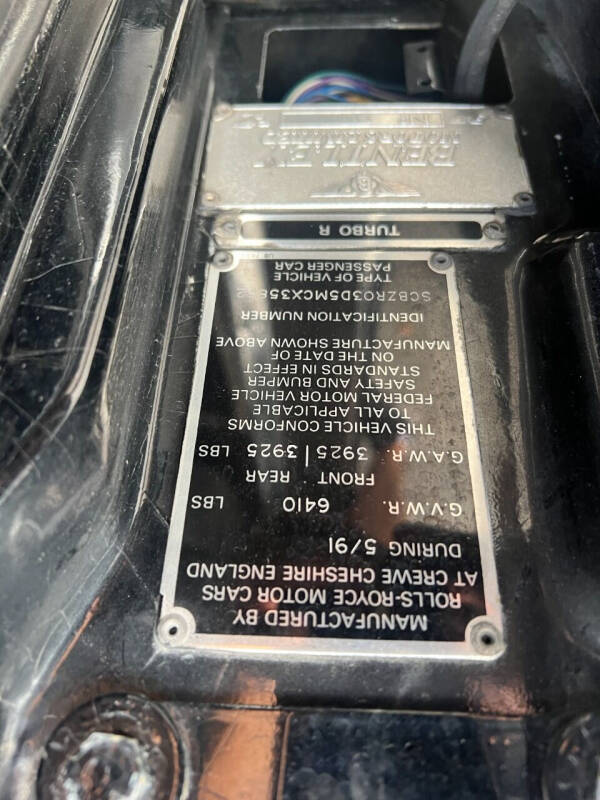 MANUFACTURED BY
ROLLS-ROYCE MOTOR CARS
AT CREWE CHESHIRE ENGLAND
DURING 5/91
G.V.W.R. 6410 LBS
FRONT REAR
G.A.W.R. 3925 | 3925 LBS
THIS VEHICLE CONFORMS
TO ALL APPLICABLE
FEDERAL MOTOR VEHICLE
SAFETY AND BUMPER
STANDARDS IN EFFECT
ON THE DATE OF
MANUFACTURE SHOWN ABOVE
IDENTIFICATION NUMBER
TYPE OF VEHICLE
PASSENGER CAR
TURBO R
B
BENTLEY
MOTORS LIMITED